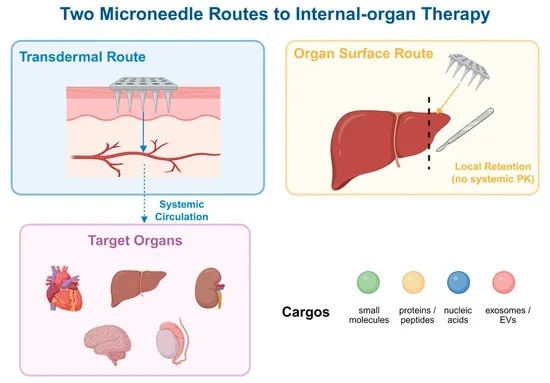 Two Microneedle Routes to Internal-organ Therapy
Transdermal Route
Organ Surface Route
Local Retention
(no systemic PK)
Systemic
Circulation
Target Organs
Cargos
small
molecules
proteins /
peptides
nucleic
acids
exosomes /
EVs